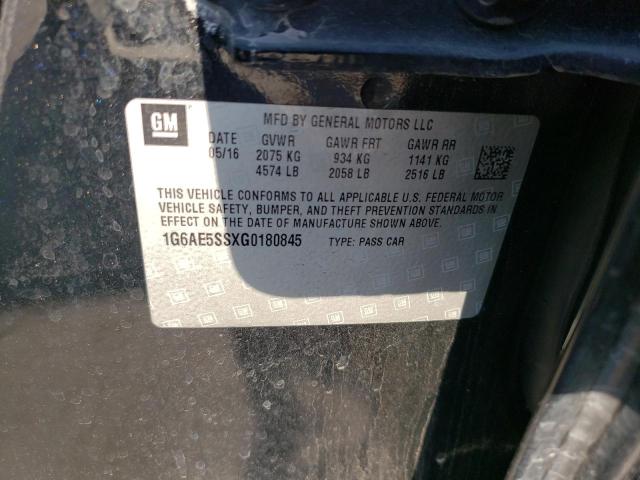 GM
MFD BY GENERAL MOTORS LLC
DATE GVWR GAWR FRT GAWR RR
05/16 2075 KG 934 KG 1141 KG
4574 LB 2058 LB 2516 LB
THIS VEHICLE CONFORMS TO ALL APPLICABLE U.S. FEDERAL MOTOR
VEHICLE SAFETY, BUMPER, AND THEFT PREVENTION STANDARDS IN
EFFECT ON THE DATE OF MANUFACTURE SHOWN ABOVE.
1G6AE5SSXG0180845 TYPE: PASS CAR